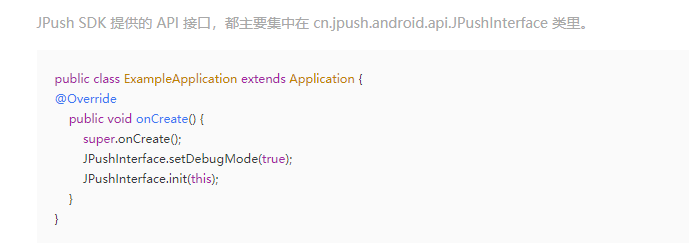 JPush SDK 提供的 API 接口，都主要集中在 cn.jpush.android.api.JPushInterface 类里。
public class ExampleApplication extends Application {
@Override
public void onCreate() {
super.onCreate();
JPushInterface.setDebugMode(true);
JPushInterface.init(this);
}
}